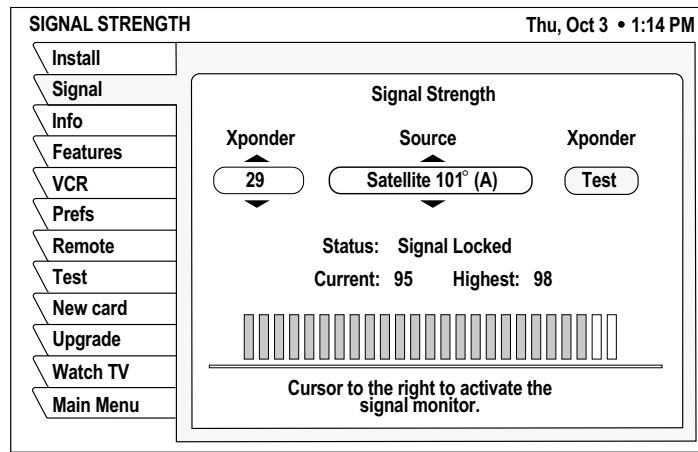 SIGNAL STRENGTH
Thu, Oct 3 • 1:14 PM
Install
Signal
Info
Features
VCR
Prefs
Remote
Test
New card
Upgrade
Watch TV
Main Menu
Signal Strength
Xponder Source Xponder
29 Satellite 101° (A) Test
Status: Signal Locked
Current: 95 Highest: 98
Cursor to the right to activate the
signal monitor.